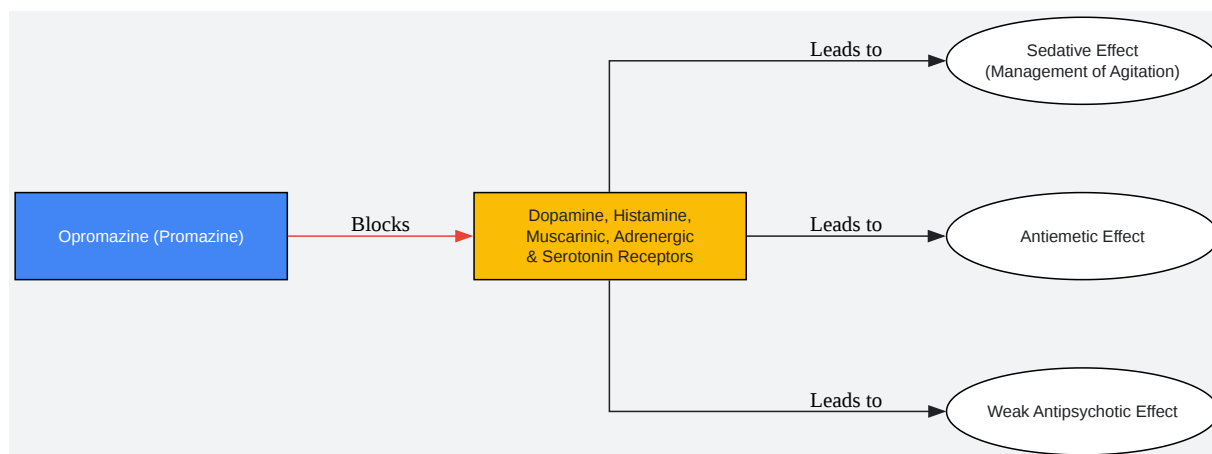 Opromazine (Promazine)
Blocks
Dopamine, Histamine,
Muscarinic, Adrenergic
& Serotonin Receptors
Leads to
Sedative Effect
(Management of Agitation)
Leads to
Antiemetic Effect
Leads to
Weak Antipsychotic Effect